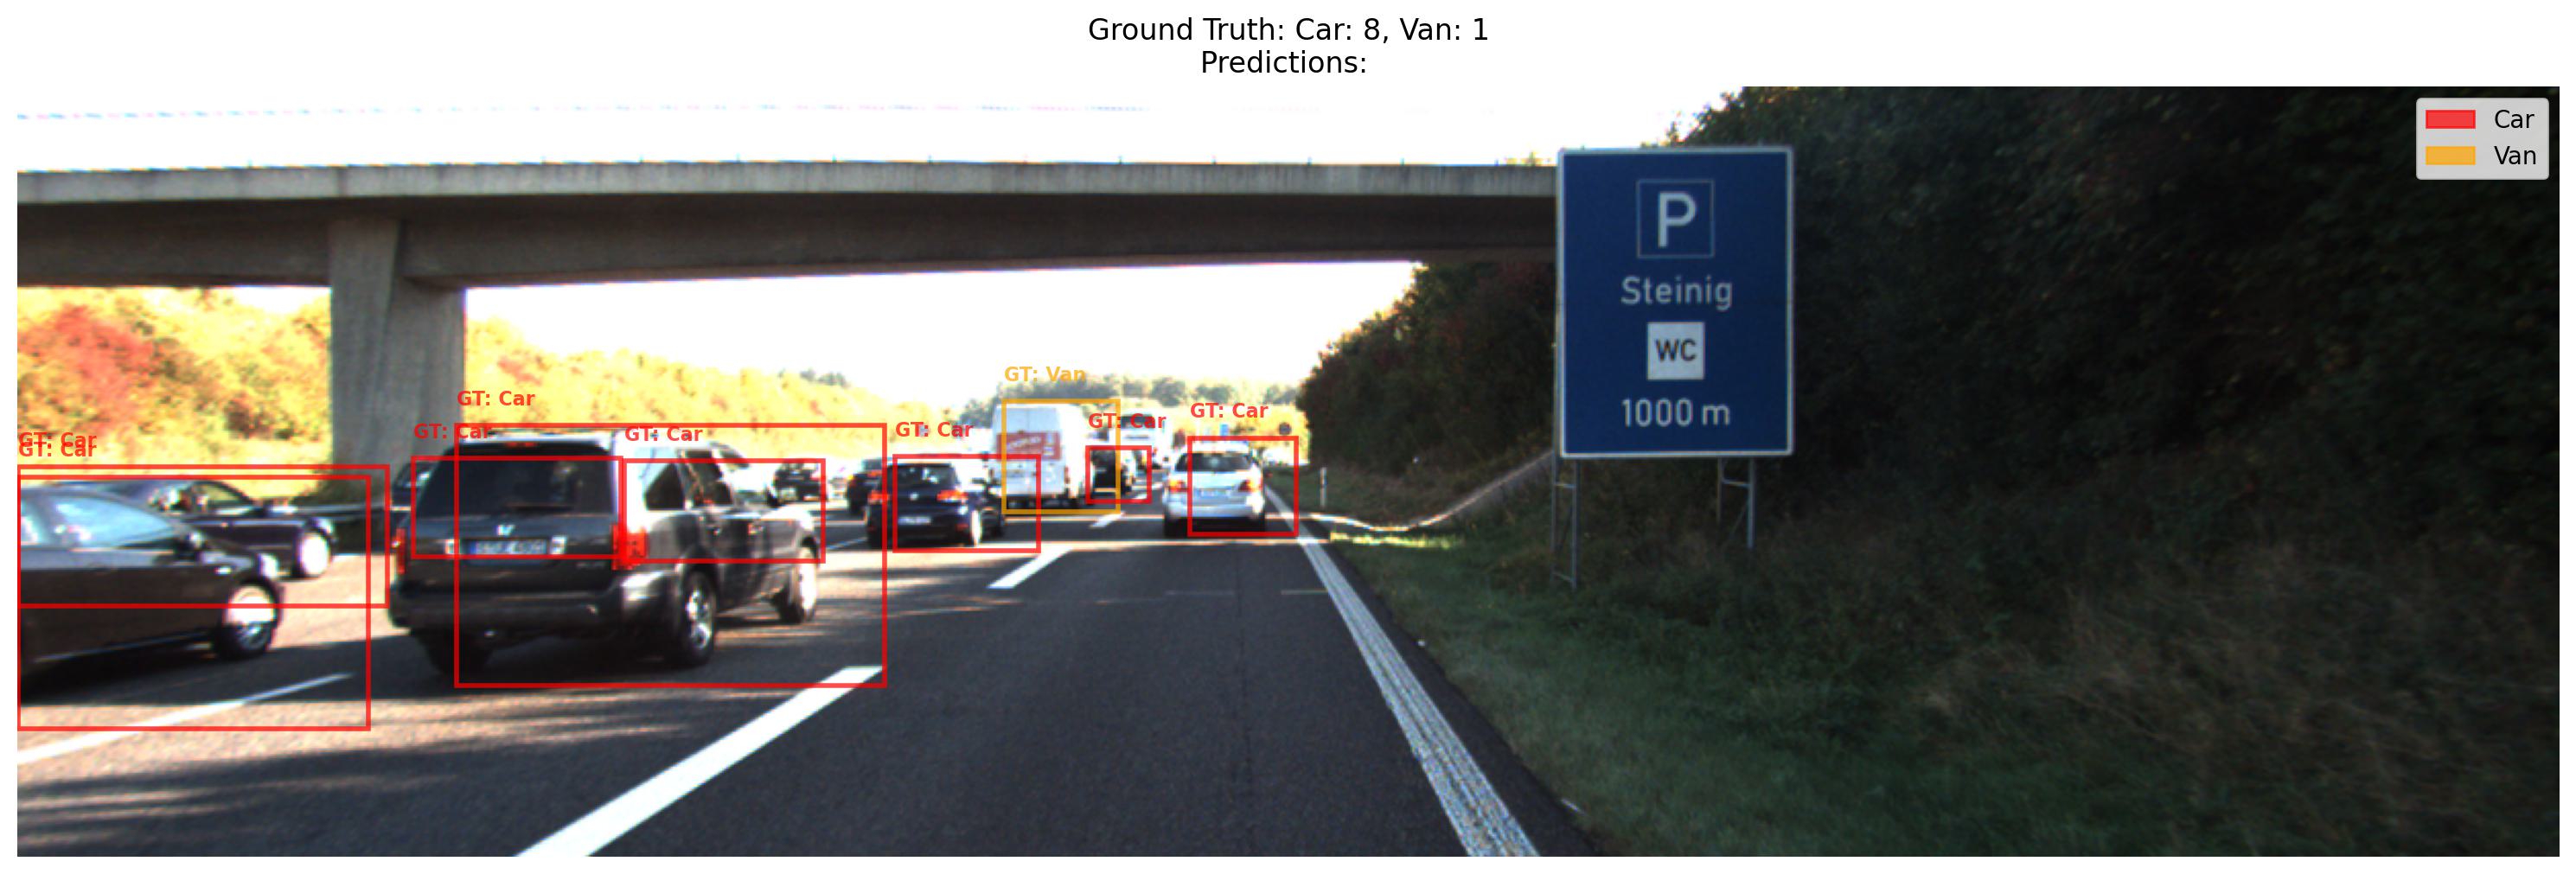 Ground Truth: Car: 8, Van: 1
Predictions:
Car
Van
P
Steinig
WC
1000 m
GT: Van
GT: Car
GT: Car
GT: Car
GT: Car
GT: Car
GT: Car
GT: Car
GT: Car